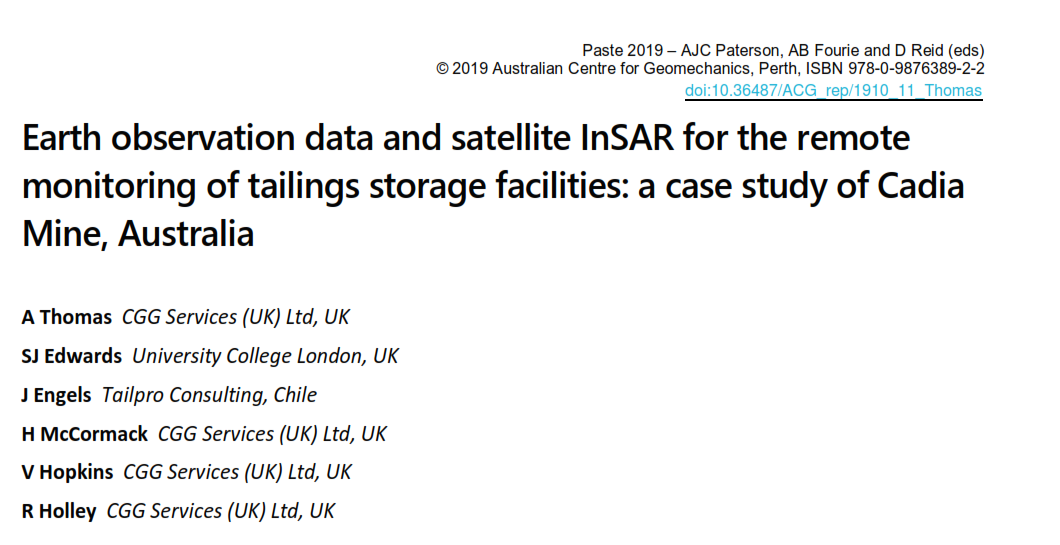 Paste 2019 – AJC Paterson, AB Fourie and D Reid (eds)
© 2019 Australian Centre for Geomechanics, Perth, ISBN 978-0-9876389-2-2
doi:10.36487/ACG_rep/1910_11_Thomas
Earth observation data and satellite InSAR for the remote
monitoring of tailings storage facilities: a case study of Cadia
Mine, Australia
A Thomas CGG Services (UK) Ltd, UK
SJ Edwards University College London, UK
J Engels Tailpro Consulting, Chile
H McCormack CGG Services (UK) Ltd, UK
V Hopkins CGG Services (UK) Ltd, UK
R Holley CGG Services (UK) Ltd, UK